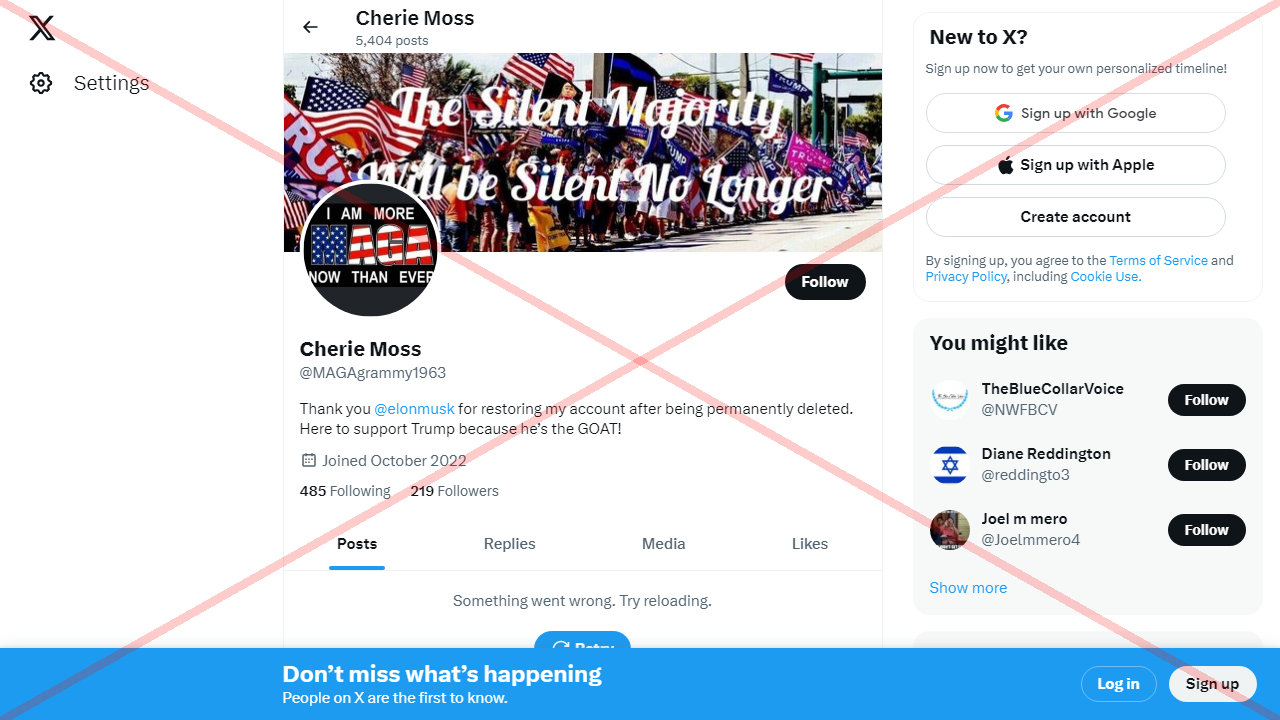 Settings
Cherie Moss
5,404 posts
The Silent Majority
Will be Silent No Longer
I AM MORE
MAGA
NOW THAN EVER
Follow
Cherie Moss
@MAGAgrammy1963
Thank you @elonmusk for restoring my account after being permanently deleted.
Here to support Trump because he's the GOAT!
Joined October 2022
485 Following 219 Followers
Posts Replies Media Likes
Something went wrong. Try reloading.
Retry
New to X?
Sign up now to get your own personalized timeline!
Sign up with Google
Sign up with Apple
Create account
By signing up, you agree to the Terms of Service and
Privacy Policy, including Cookie Use.
You might like
TheBlueCollarVoice
@NWFBCV
Follow
Diane Reddington
@reddingto3
Follow
Joel m mero
@Joelmmero4
Follow
Show more
Don't miss what's happening
People on X are the first to know.
Log in
Sign up